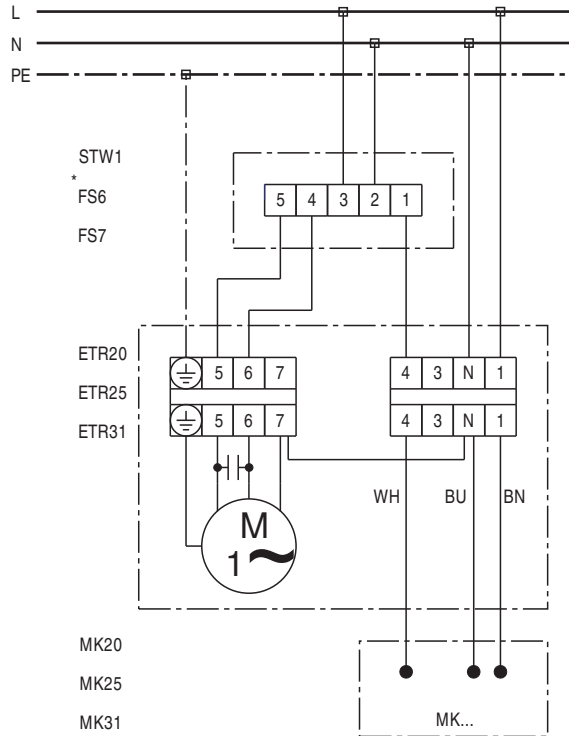 L
N
PE
STW1
*
FS6
FS7
5 4 3 2 1
ETR20
ETR25
ETR31
5 6 7 4 3 N 1
5 6 7 4 3 N 1
WH BU BN
M
1~
MK20
MK25
MK31
MK...